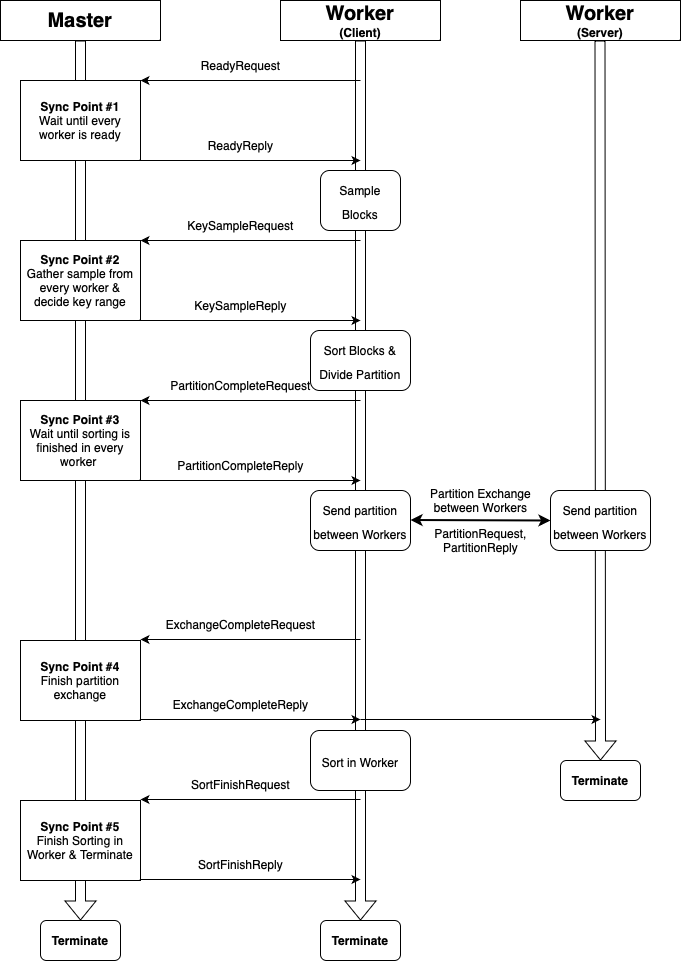 Master
Worker
(Client)
Worker
(Server)
ReadyRequest
Sync Point #1
Wait until every
worker is ready
ReadyReply
Sample
Blocks
KeySampleRequest
Sync Point #2
Gather sample from
every worker &
decide key range
KeySampleReply
Sort Blocks &
Divide Partition
PartitionCompleteRequest
Sync Point #3
Wait until sorting is
finished in every
worker
PartitionCompleteReply
Send partition
between Workers
Partition Exchange
between Workers
PartitionRequest,
PartitionReply
Send partition
between Workers
ExchangeCompleteRequest
Sync Point #4
Finish partition
exchange
ExchangeCompleteReply
Sort in Worker
Terminate
SortFinishRequest
Sync Point #5
Finish Sorting in
Worker & Terminate
SortFinishReply
Terminate
Terminate